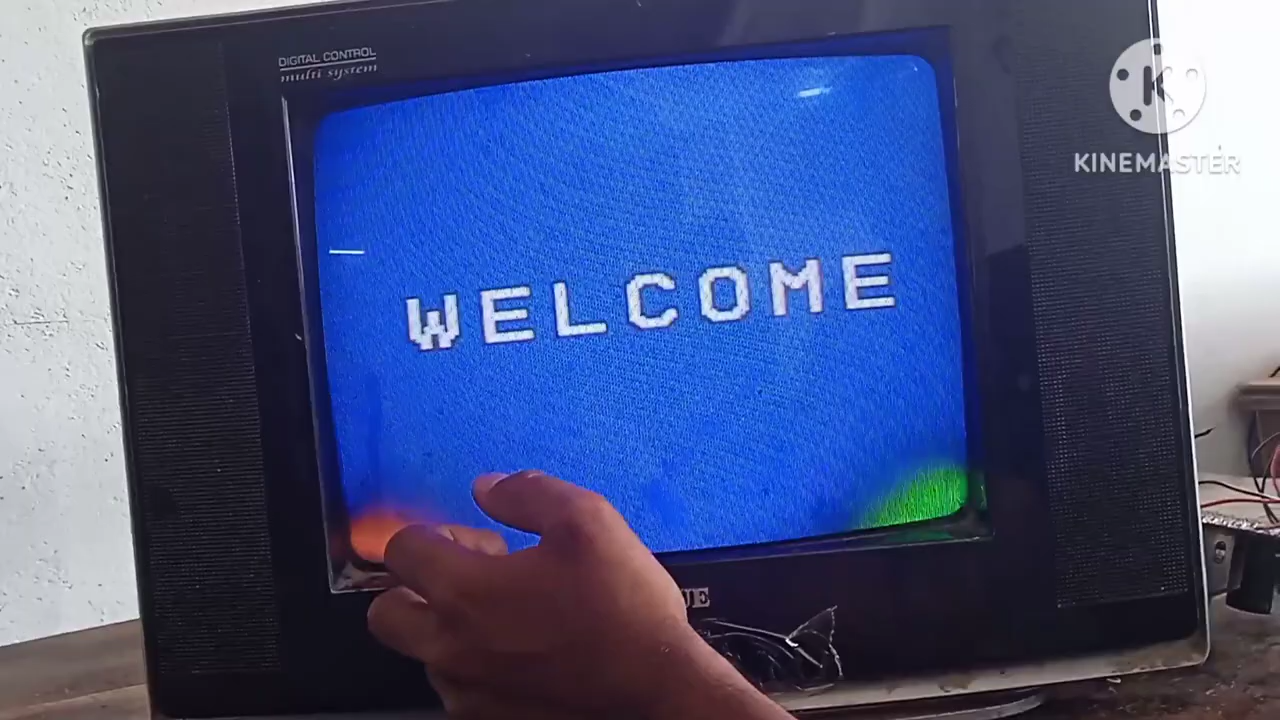 DIGITAL CONTROL
multi system
K
KINEMASTER
WELCOME